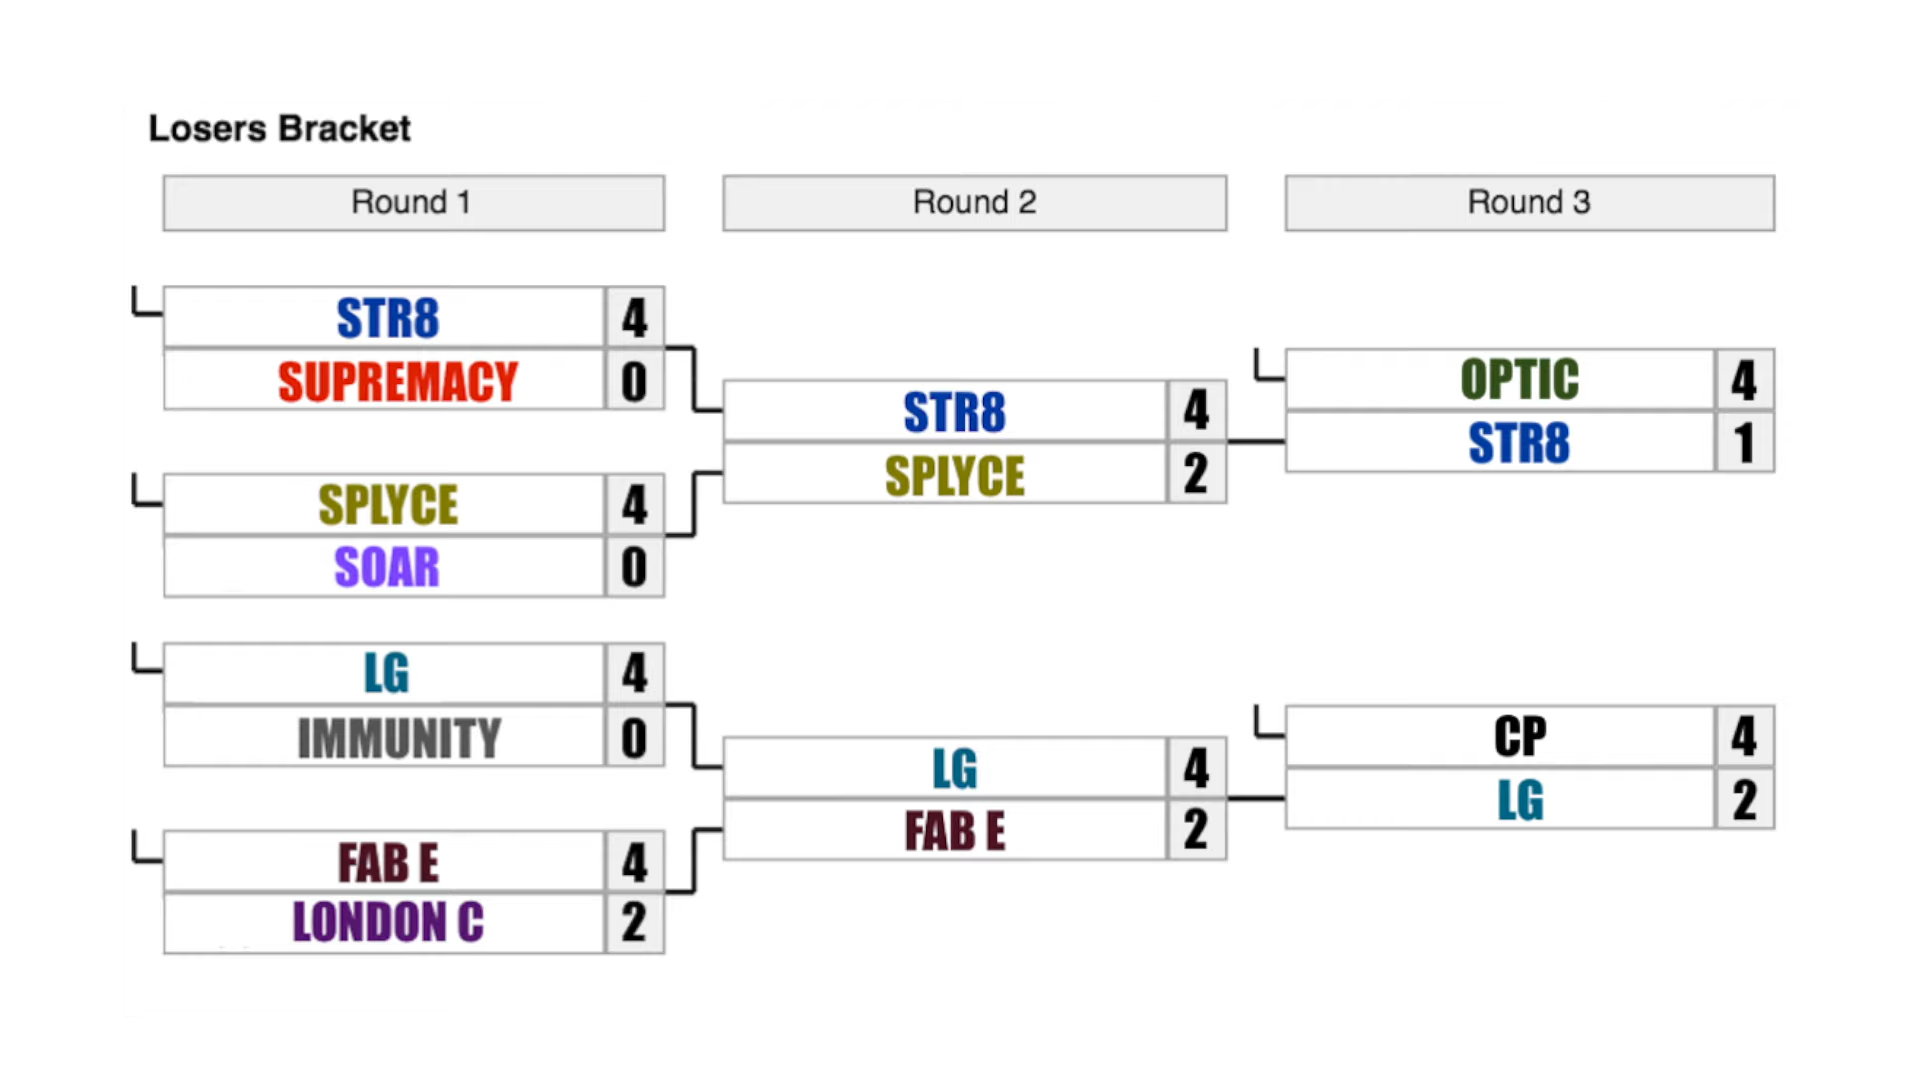 Losers Bracket
Round 1
Round 2
Round 3
STR8 4
SUPREMACY 0
SPLYCE 4
SOAR 0
LG 4
IMMUNITY 0
FAB E 4
LONDON C 2
STR8 4
SPLYCE 2
LG 4
FAB E 2
OPTIC 4
STR8 1
CP 4
LG 2